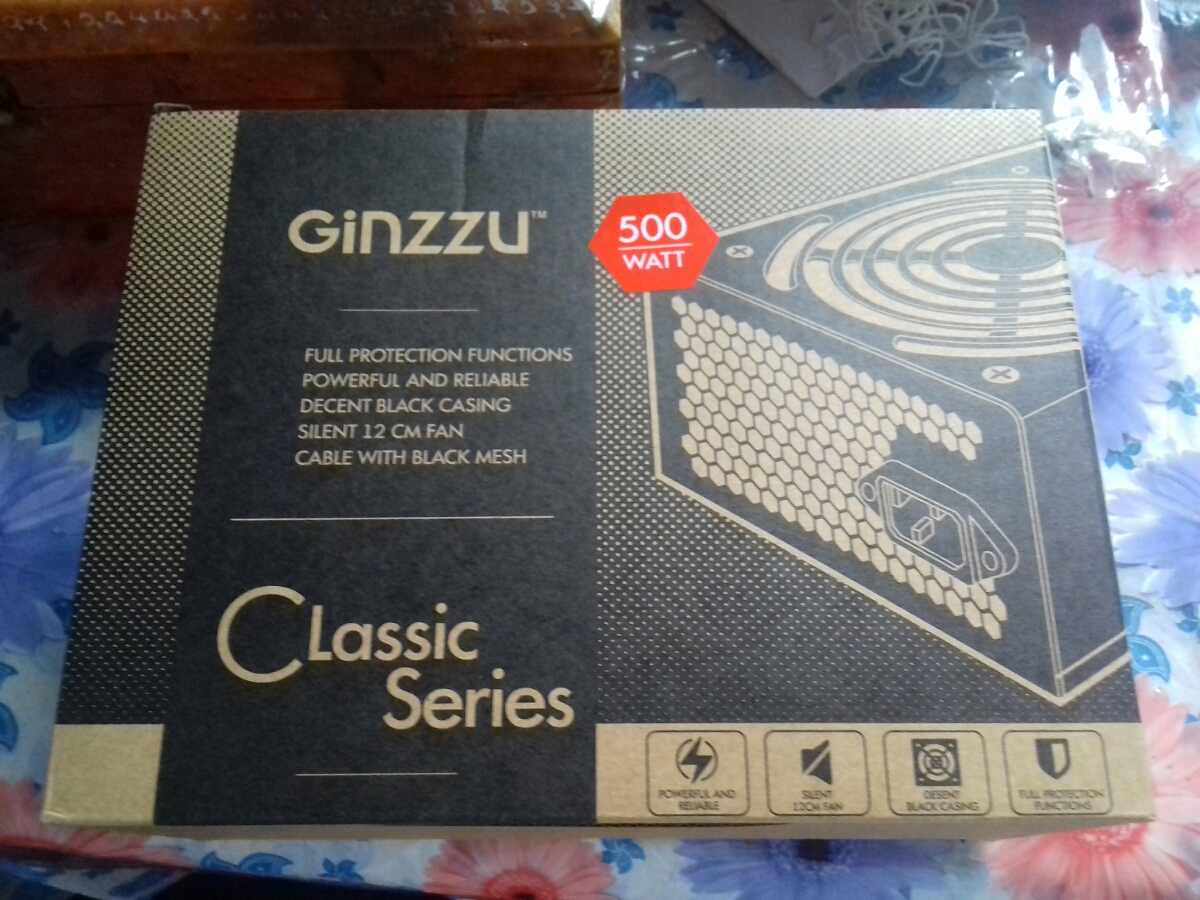 GiNZZU™
500
WATT
FULL PROTECTION FUNCTIONS
POWERFUL AND RELIABLE
DECENT BLACK CASING
SILENT 12 CM FAN
CABLE WITH BLACK MESH
CLassic
Series
POWERFUL AND
RELIABLE
SILENT
12CM FAN
DESENT
BLACK CASING
FULL PROTECTION
FUNCTIONS